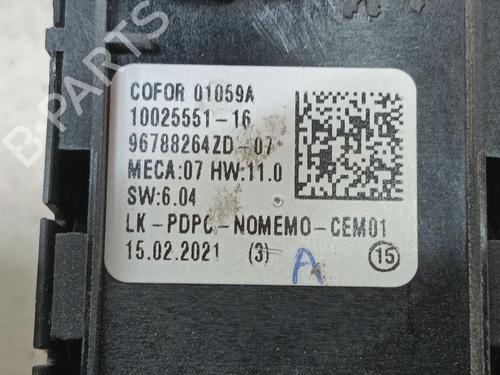 COFOR 01059A
10025551-16
96788264ZD-07
MECA:07 HW:11.0
SW:6.04
LK-PDPC-NOMEMO-CEM01
15.02.2021 (3) A 15
B-PARTS